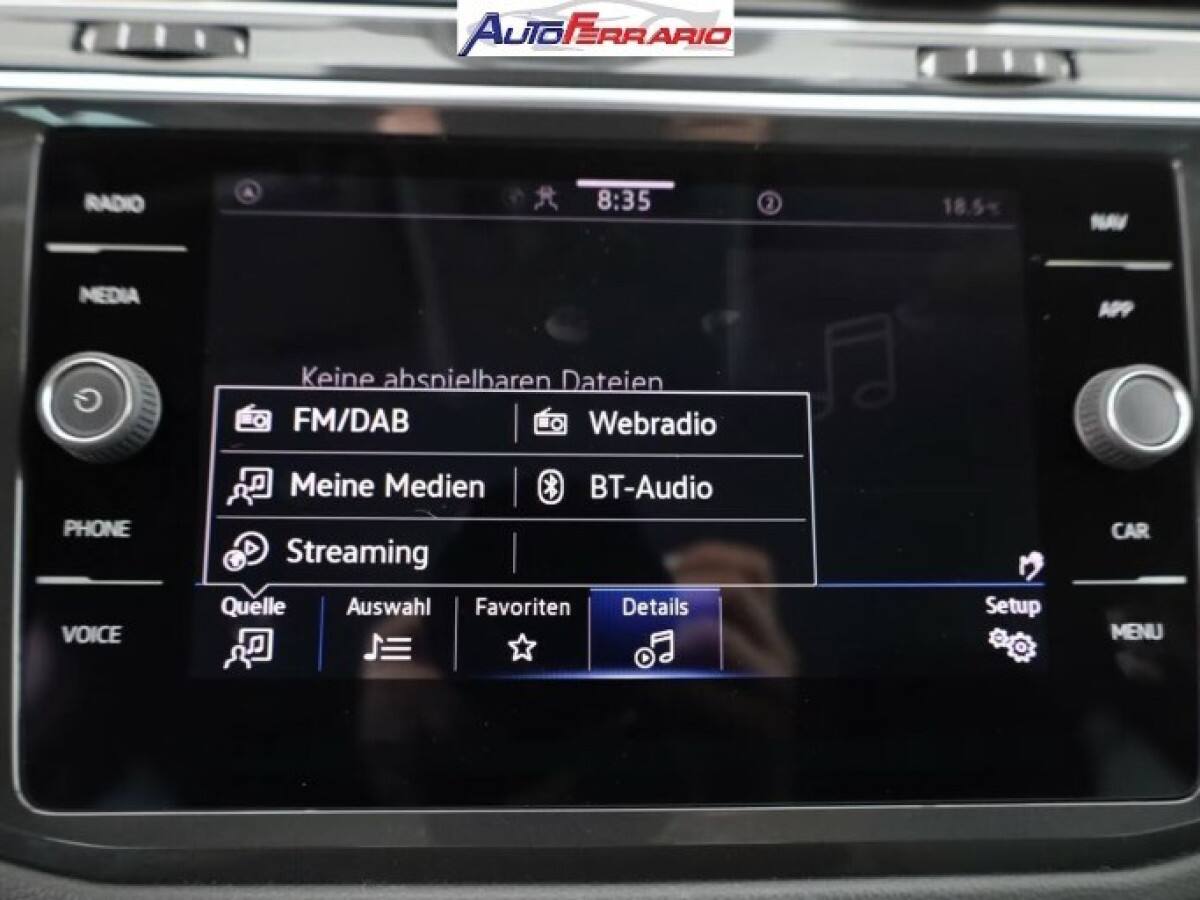 AUTOFERRARIO
8:35
2
18.5°C
RADIO
MEDIA
PHONE
VOICE
NAV
APP
CAR
MENU
Keine abspielbaren Dateien
FM/DAB
Webradio
Meine Medien
BT-Audio
Streaming
Quelle
Auswahl
Favoriten
Details
Setup